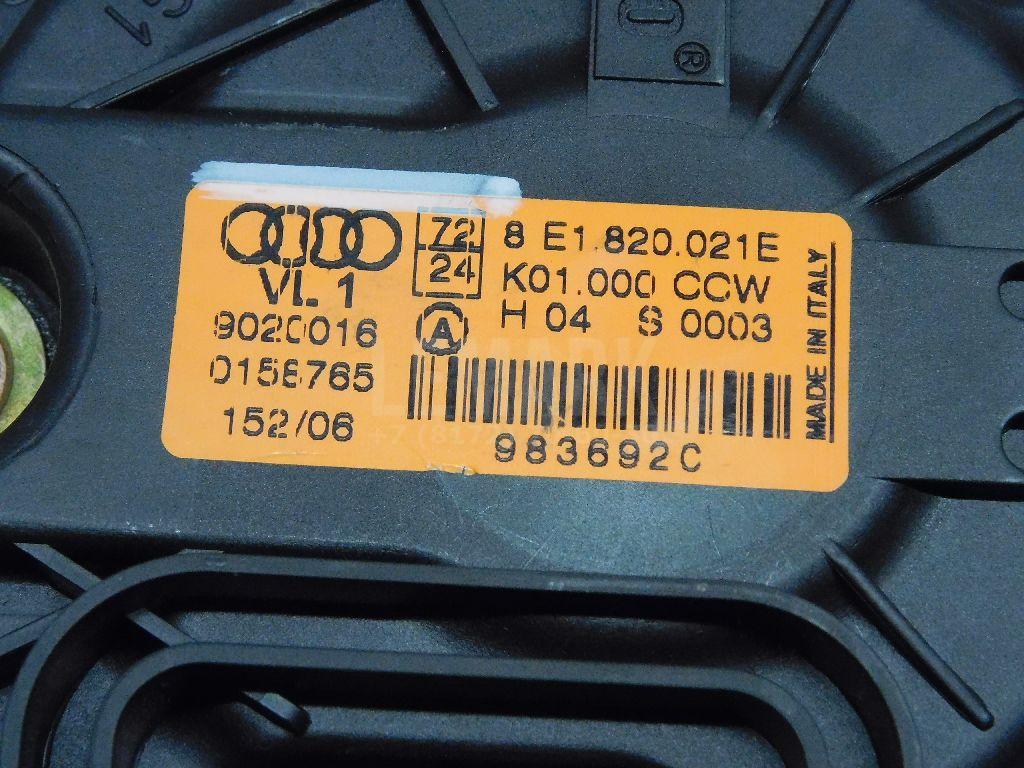 72
24
8 E1.820.021E
VL 1
K01.000 CCW
A
H 04 S 0003
9020016
0158765
152/06
983692C
MADE IN ITALY
®